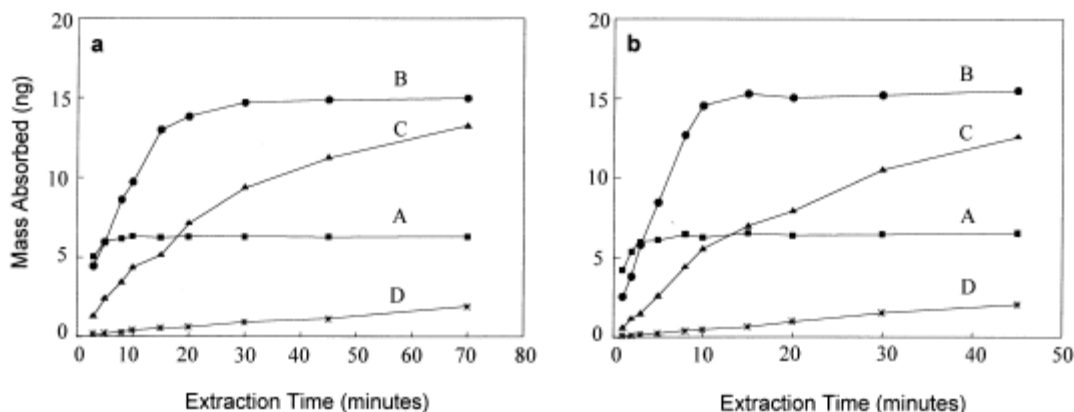 a
Mass Absorbed (ng)
20
15
10
5
0
B
C
A
D
0 10 20 30 40 50 60 70 80
Extraction Time (minutes)
b
20
15
10
5
0
B
C
A
D
0 10 20 30 40 50
Extraction Time (minutes)